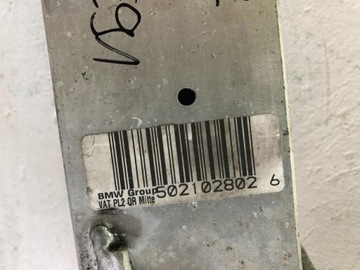 BMW Group 502102802 6
VAT PL2 QR Mitte